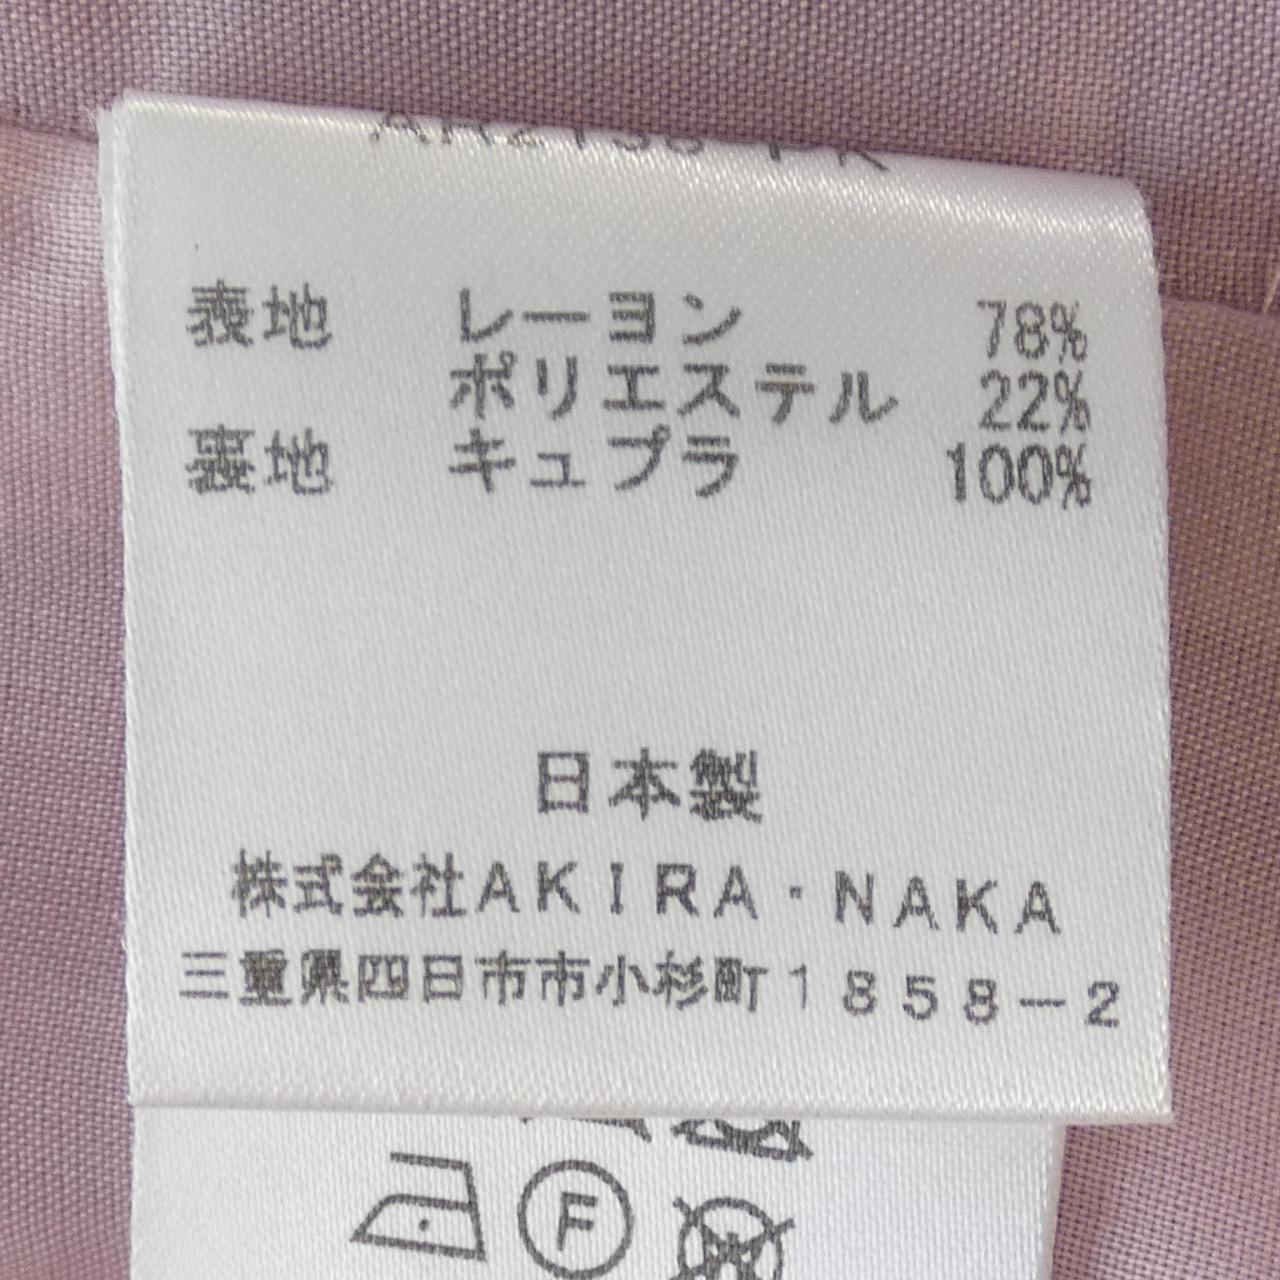 表地 レーヨン 78%
ポリエステル 22%
裏地 キュプラ 100%
日本製
株式会社AKIRA・NAKA
三重県四日市市小杉町1858-2
F
W